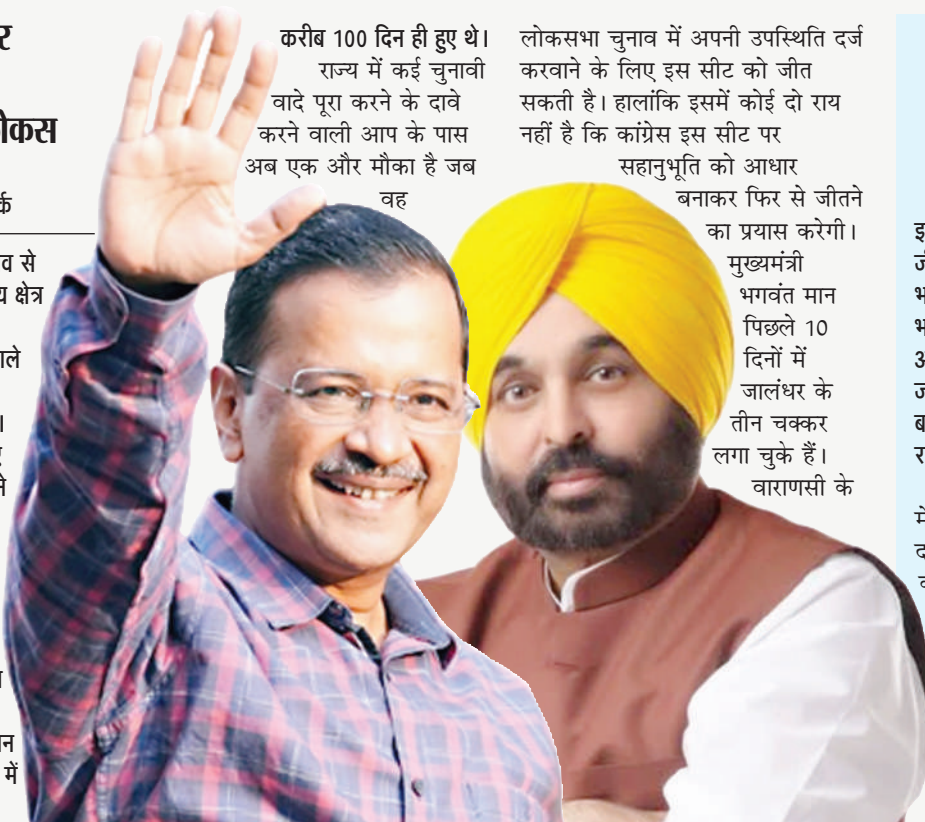 र
ोकस
र्क
व से
य क्षेत्र
ाले
।
में
करीब 100 दिन ही हुए थे।
राज्य में कई चुनावी
वादे पूरा करने के दावे
करने वाली आप के पास
अब एक और मौका है जब
वह
लोकसभा चुनाव में अपनी उपस्थिति दर्ज
करवाने के लिए इस सीट को जीत
सकती है। हालांकि इसमें कोई दो राय
नहीं है कि कांग्रेस इस सीट पर
सहानुभूति को आधार
बनाकर फिर से जीतने
का प्रयास करेगी।
मुख्यमंत्री
भगवंत मान
पिछले 10
दिनों में
जालंधर के
तीन चक्कर
लगा चुके हैं।
वाराणसी के
इ
भ
भ
अ
ज
ब
र